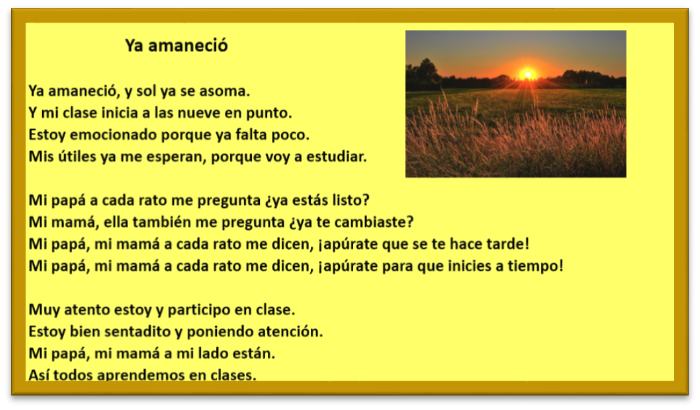 Ya amaneció
Ya amaneció, y sol ya se asoma.
Y mi clase inicia a las nueve en punto.
Estoy emocionado porque ya falta poco.
Mis útiles ya me esperan, porque voy a estudiar.
Mi papá a cada rato me pregunta ¿ya estás listo?
Mi mamá, ella también me pregunta ¿ya te cambiaste?
Mi papá, mi mamá a cada rato me dicen, ¡apúrate que se te hace tarde!
Mi papá, mi mamá a cada rato me dicen, ¡apúrate para que inicies a tiempo!
Muy atento estoy y participo en clase.
Estoy bien sentadito y poniendo atención.
Mi papá, mi mamá a mi lado están.
Así todos aprendemos en clases.